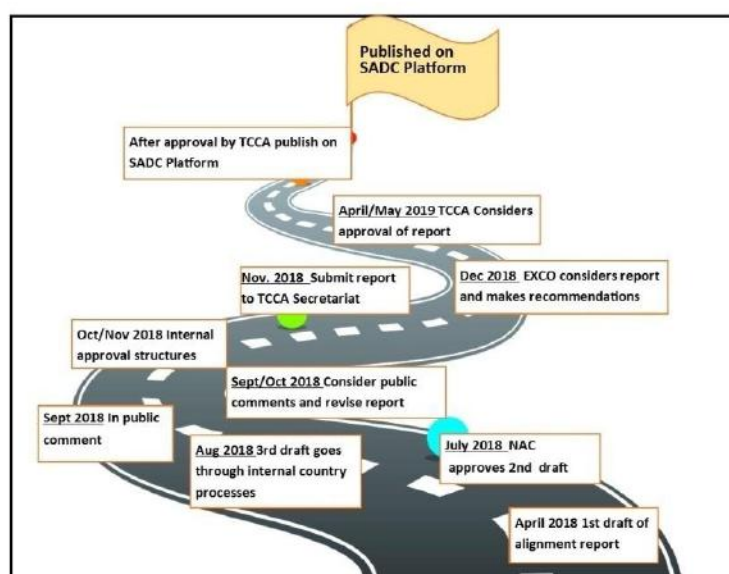 Published on
SADC Platform
After approval by TCCA publish on
SADC Platform
April/May 2019 TCCA Considers
approval of report
Nov. 2018 Submit report
to TCCA Secretariat
Dec 2018 EXCO considers report
and makes recommendations
Oct/Nov 2018 Internal
approval structures
Sept/Oct 2018 Consider public
comments and revise report
Sept 2018 In public
comment
Aug 2018 3rd draft goes
through internal country
processes
July 2018 NAC
approves 2nd draft
April 2018 1st draft of
alignment report